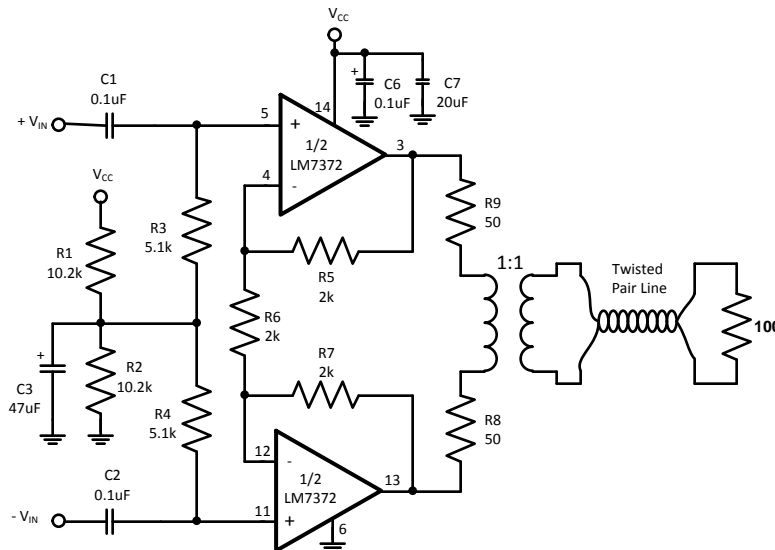 VCC
C1
0.1uF
+ VIN
14
+
C6
0.1uF
C7
20uF
5
+
1/2
LM7372
3
4
-
VCC
R1
10.2k
R3
5.1k
R9
50
R5
2k
1:1
Twisted
Pair Line
R6
2k
100
+
C3
47uF
R2
10.2k
R7
2k
R4
5.1k
R8
50
12
-
1/2
LM7372
13
C2
0.1uF
- VIN
11
+
6